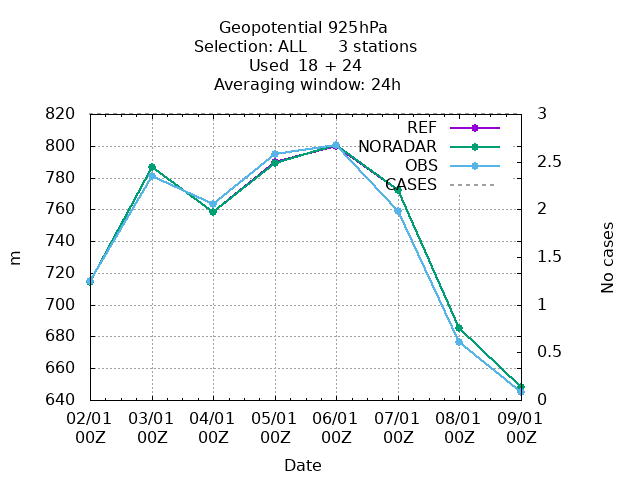 Geopotential 925hPa
Selection: ALL      3 stations
Used  18 + 24
Averaging window: 24h
820
800
780
760
740
720
700
680
660
640
m
3
2.5
2
1.5
1
0.5
0
No cases
REF
NORADAR
OBS
CASES
02/01 03/01 04/01 05/01 06/01 07/01 08/01 09/01
00Z 00Z 00Z 00Z 00Z 00Z 00Z 00Z
Date